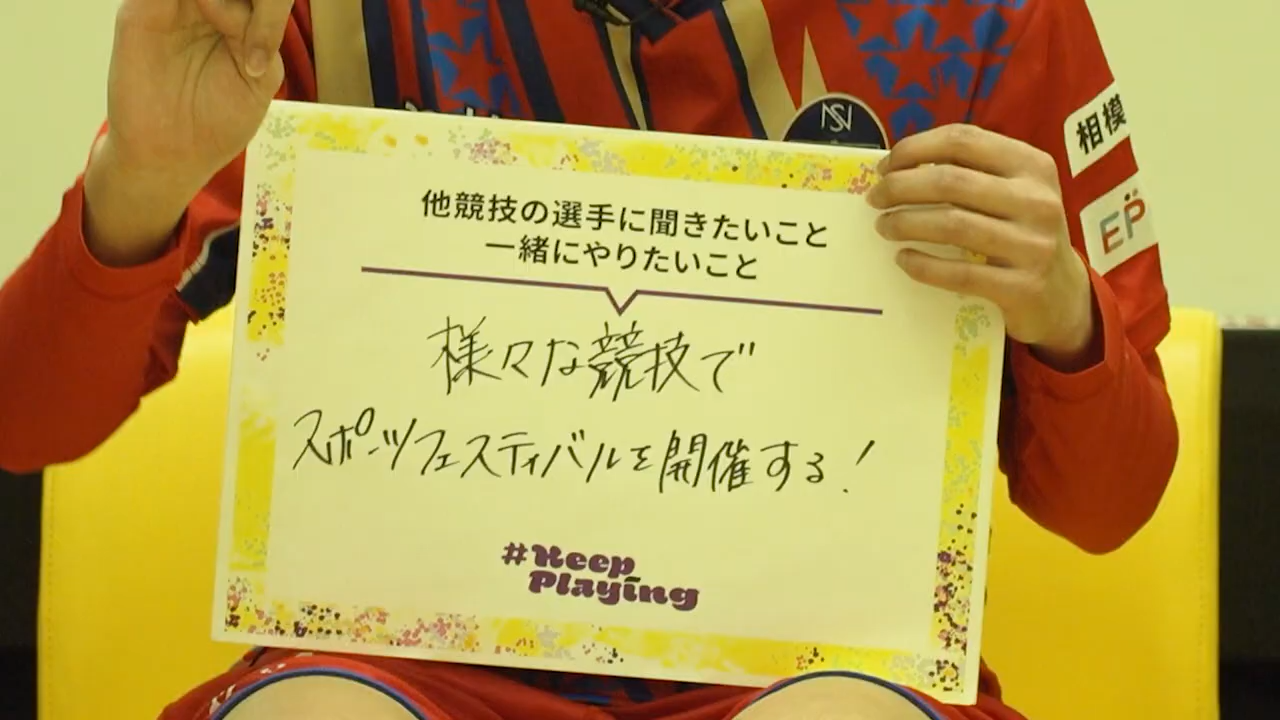 相模
EP
他競技の選手に聞きたいこと
一緒にやりたいこと
様々な競技で
スポーツフェスティバルを開催する!
#Keep
Playing